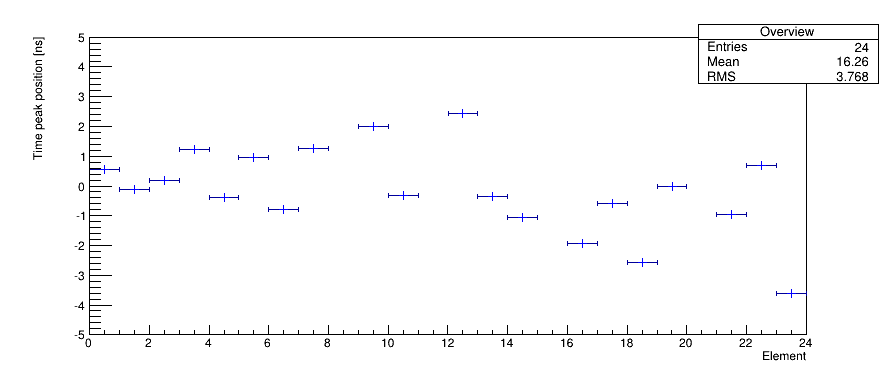 Overview
Entries 24
Mean 16.26
RMS 3.768
Time peak position [ns]
5
4
3
2
1
0
-1
-2
-3
-4
-5
0 2 4 6 8 10 12 14 16 18 20 22 24
Element